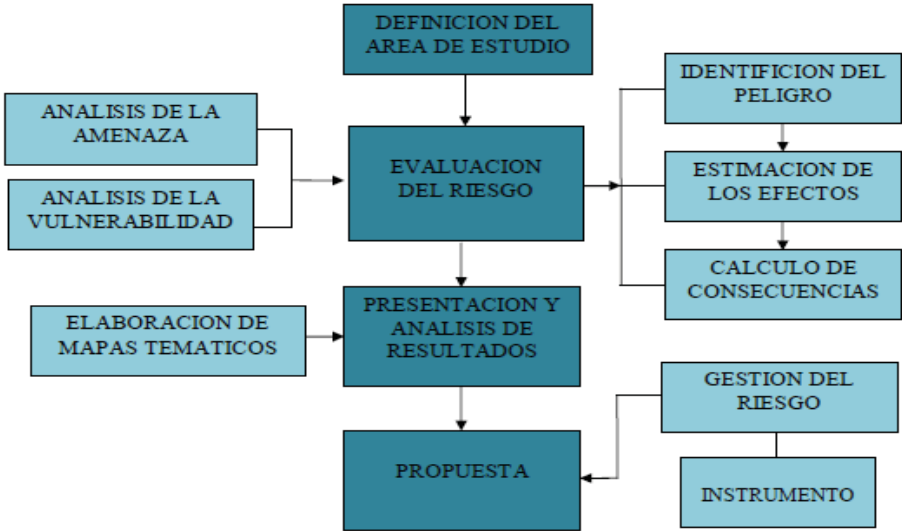 DEFINICION DEL
AREA DE ESTUDIO
IDENTIFICION DEL
PELIGRO
ANALISIS DE LA
AMENAZA
EVALUACION
DEL RIESGO
ESTIMACION DE
LOS EFECTOS
ANALISIS DE LA
VULNERABILIDAD
CALCULO DE
CONSECUENCIAS
ELABORACION DE
MAPAS TEMATICOS
PRESENTACION Y
ANALISIS DE
RESULTADOS
GESTION DEL
RIESGO
PROPUESTA
INSTRUMENTO